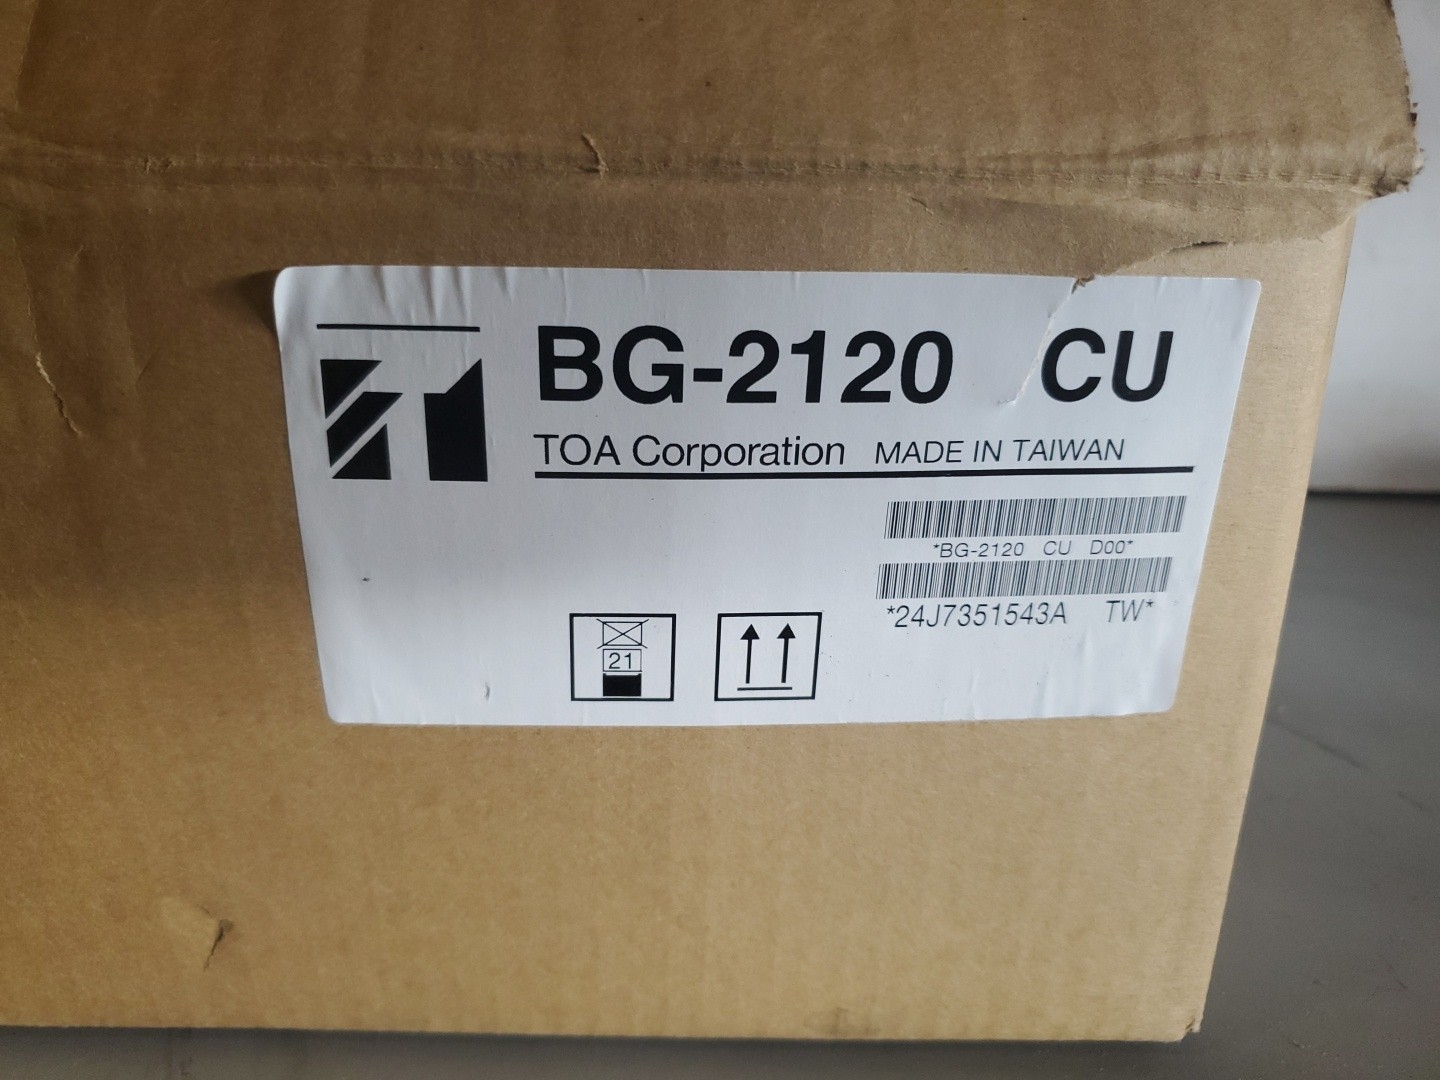 BG-2120 CU
TOA Corporation MADE IN TAIWAN
*BG-2120 CU D00*
*24J7351543A TW*
21